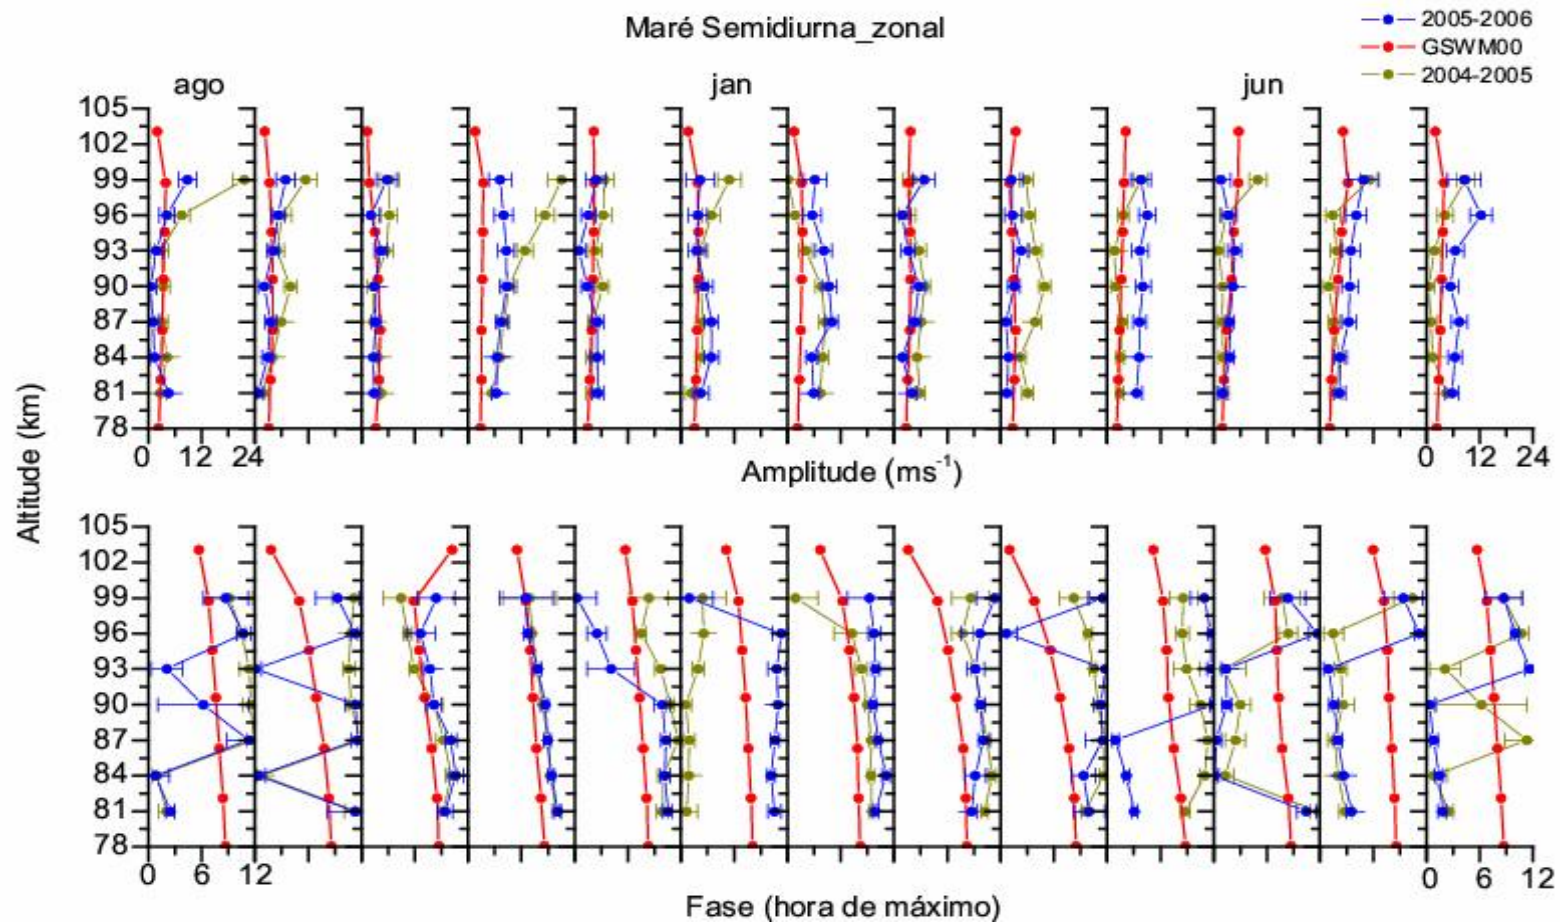 Maré Semidiurna_zonal
2005-2006
GSWM00
2004-2005
ago
jan
jun
105
102
99
96
93
90
87
84
81
78
0 12 24
0 12 24
Amplitude (ms⁻¹)
Altitude (km)
105
102
99
96
93
90
87
84
81
78
0 6 12
0 6 12
Fase (hora de máximo)